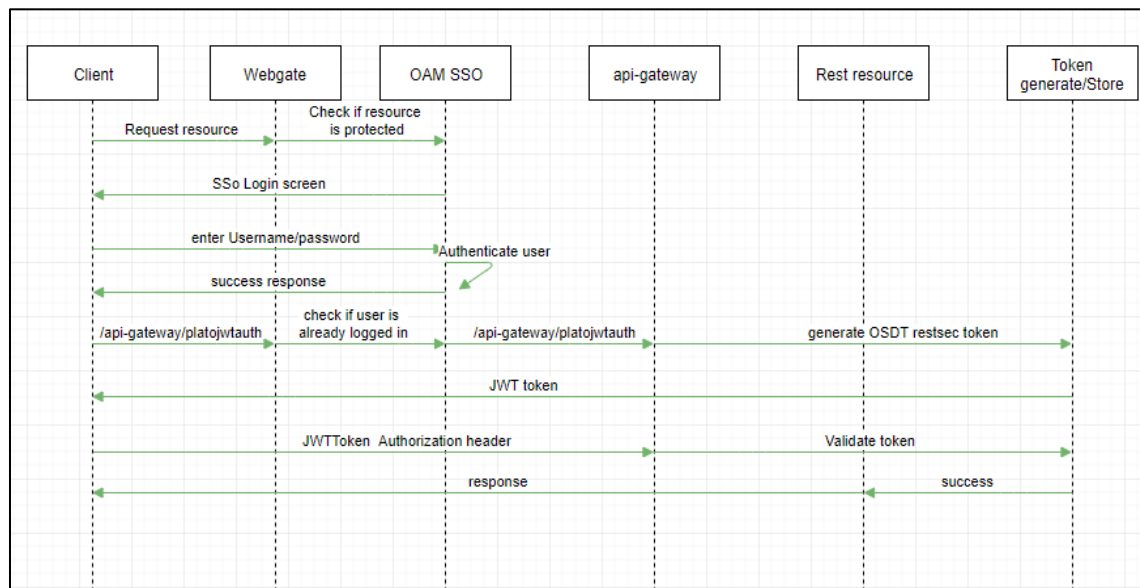 Client
Webgate
OAM SSO
api-gateway
Rest resource
Token
generate/Store
Request resource
Check if resource
is protected
SSo Login screen
enter Username/password
Authenticate user
success response
/api-gateway/platojwtauth
check if user is
already logged in
/api-gateway/platojwtauth
generate OSDT restsec token
JWT token
JWTToken Authorization header
Validate token
response
success